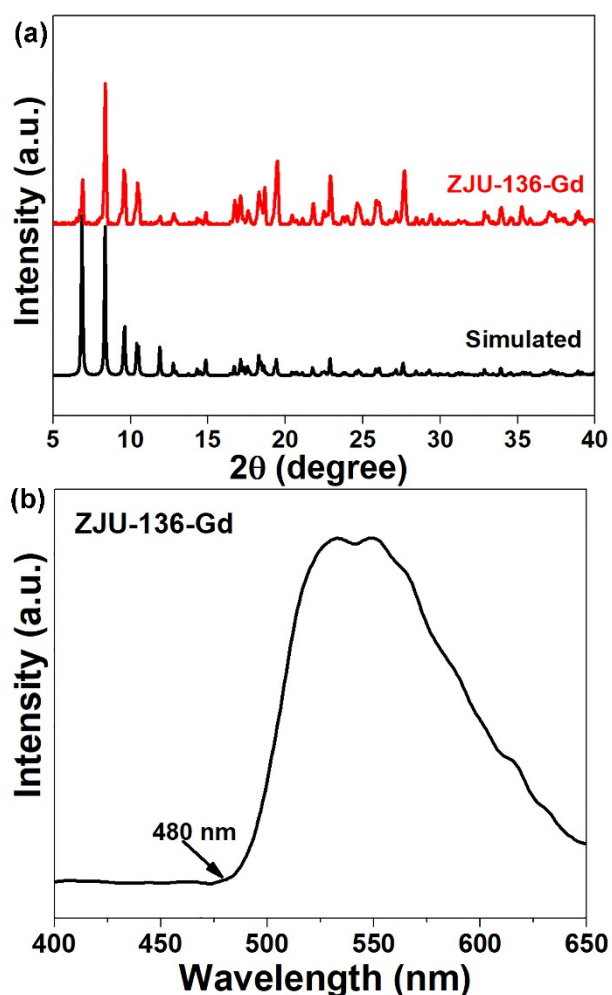 (a)
ZJU-136-Gd
Simulated
Intensity (a.u.)
5 10 15 20 25 30 35 40
2θ (degree)
(b)
ZJU-136-Gd
480 nm
Intensity (a.u.)
400 450 500 550 600 650
Wavelength (nm)